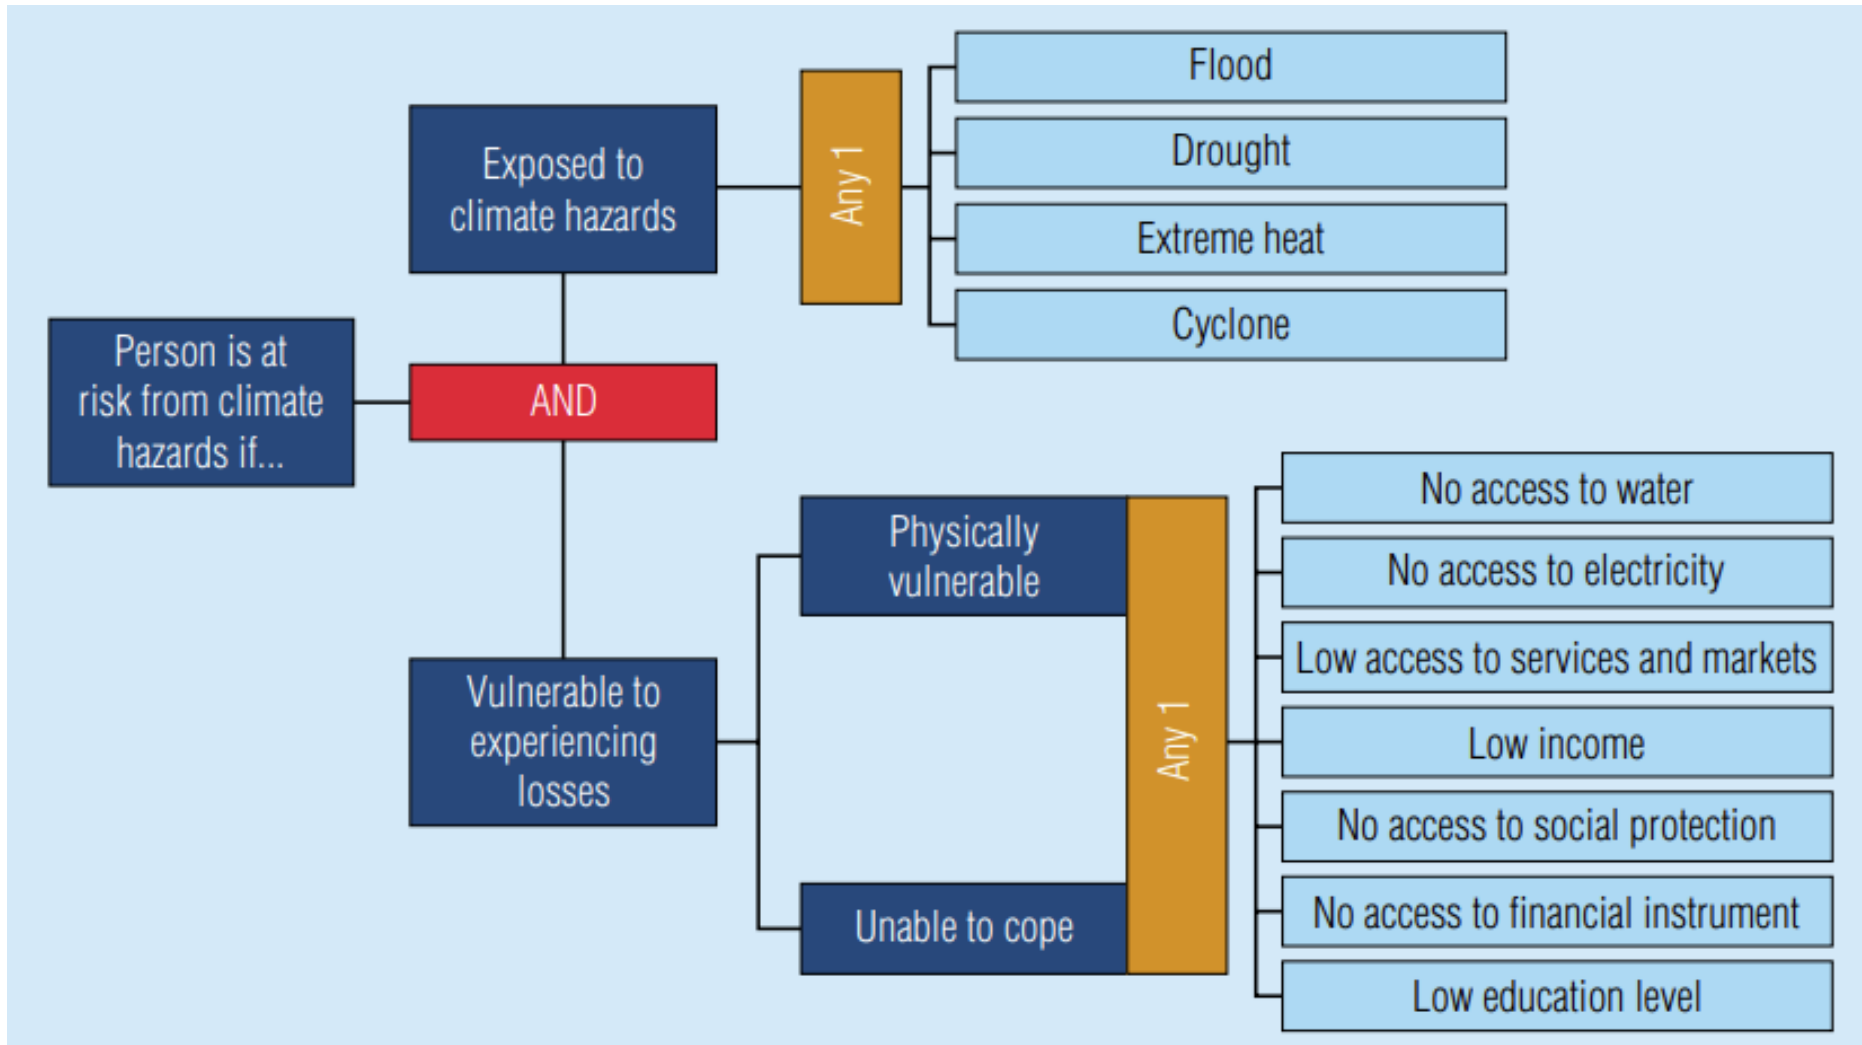 Person is at
risk from climate
hazards if...
Exposed to
climate hazards
AND
Vulnerable to
experiencing
losses
Any 1
Flood
Drought
Extreme heat
Cyclone
Physically
vulnerable
Unable to cope
Any 1
No access to water
No access to electricity
Low access to services and markets
Low income
No access to social protection
No access to financial instrument
Low education level